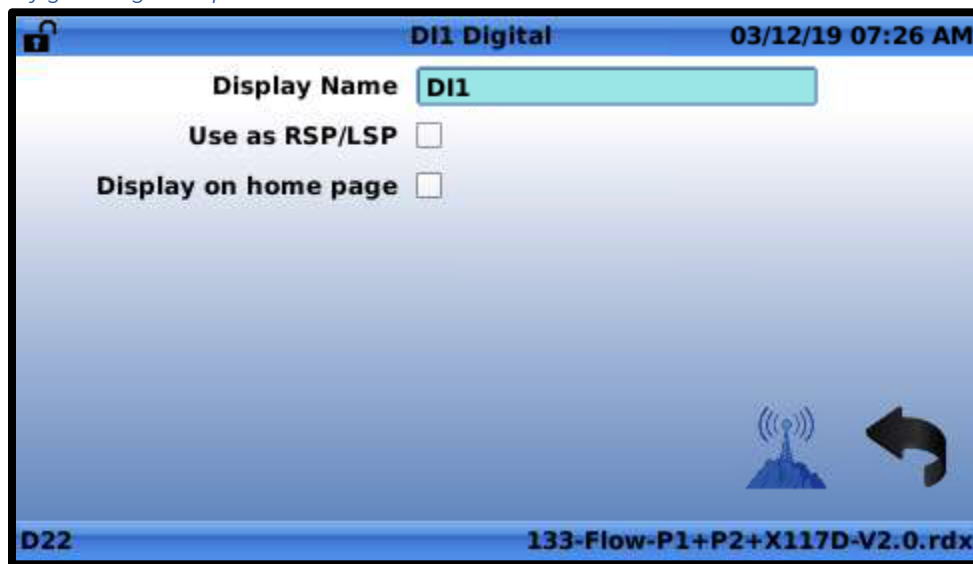 DI1 Digital 03/12/19 07:26 AM
Display Name DI1
Use as RSP/LSP
Display on home page
D22 133-Flow-P1+P2+X117D-V2.0.rdx